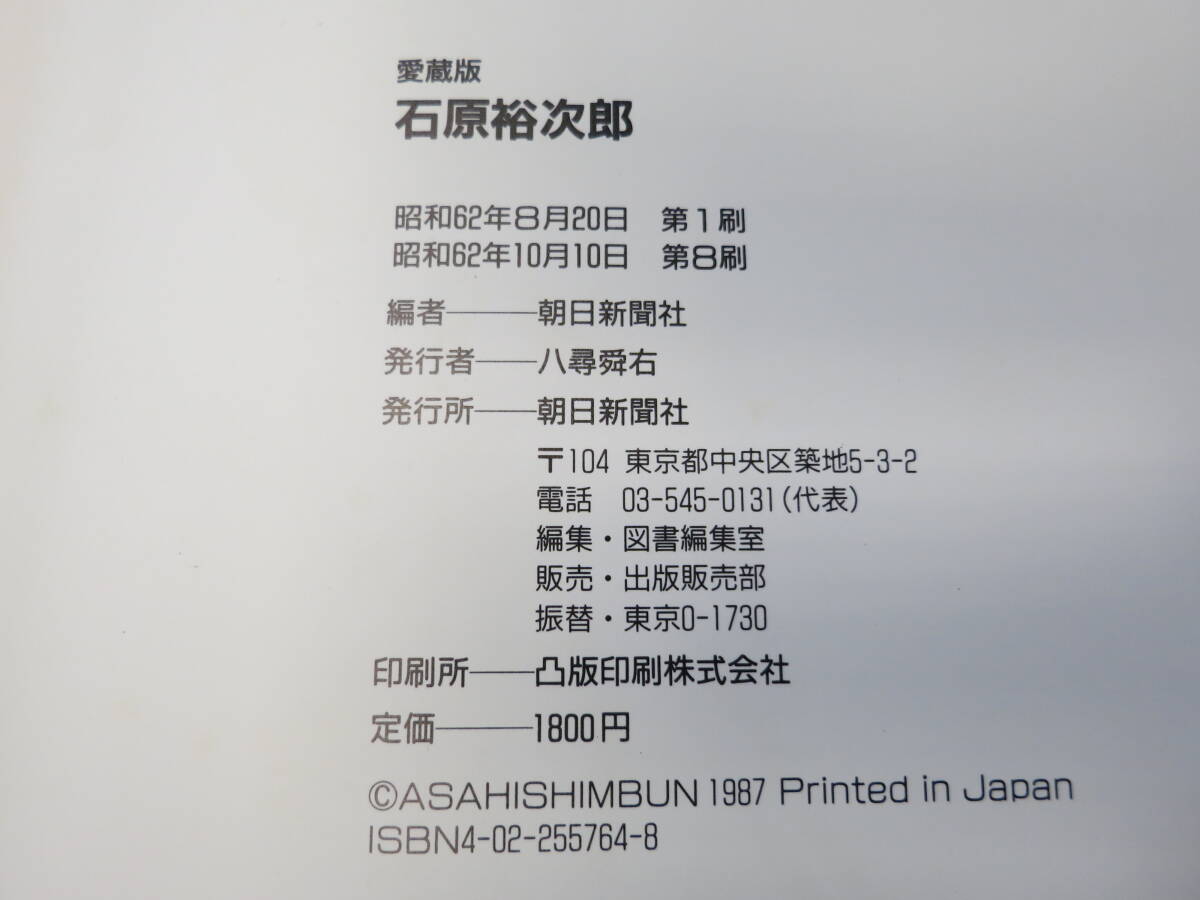 愛蔵版
石原裕次郎
昭和62年8月20日　第1刷
昭和62年10月10日　第8刷
編者───朝日新聞社
発行者──八尋舜右
発行所──朝日新聞社
〒104 東京都中央区築地5-3-2
電話　03-545-0131(代表)
編集・図書編集室
販売・出版販売部
振替・東京0-1730
印刷所──凸版印刷株式会社
定価───1800円
©ASAHISHIMBUN 1987 Printed in Japan
ISBN4-02-255764-8